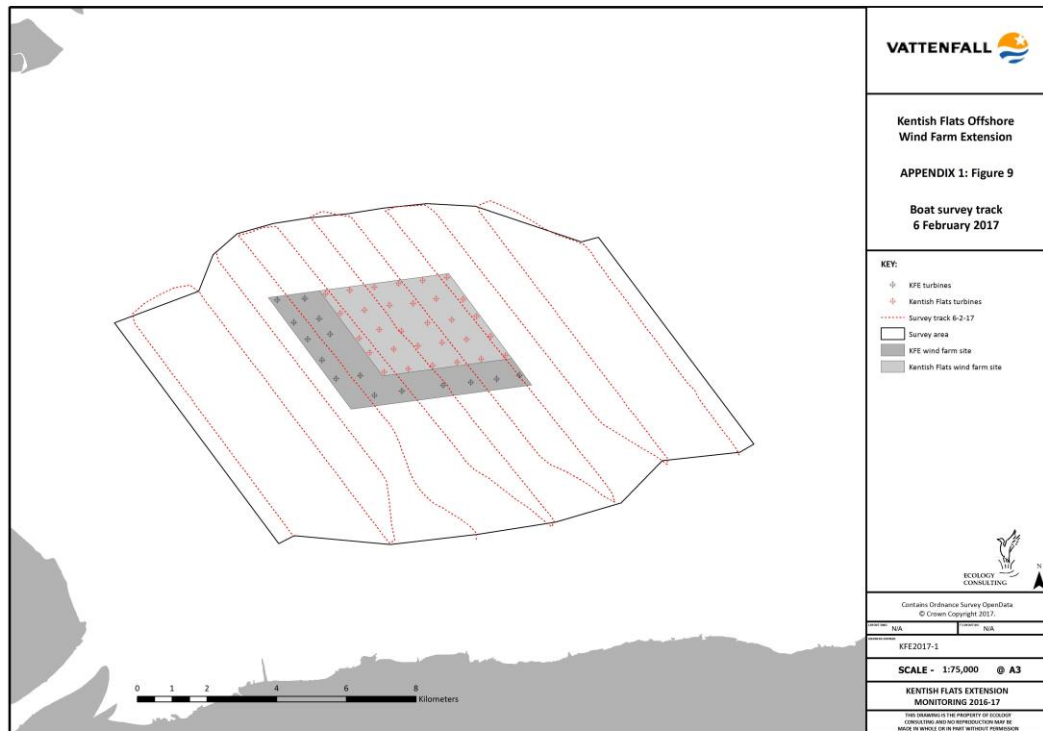 VATTENFALL
Kentish Flats Offshore
Wind Farm Extension
APPENDIX 1: Figure 9
Boat survey track
6 February 2017
KEY:
KFE turbines
Kentish Flats turbines
Survey track 6-2-17
Survey area
KFE wind farm site
Kentish Flats wind farm site
ECOLOGY
CONSULTING
N
Contains Ordnance Survey OpenData
© Crown Copyright 2017.
N/A N/A
KFE2017-1
SCALE - 1:75,000 @ A3
KENTISH FLATS EXTENSION
MONITORING 2016-17
THIS DRAWING IS THE PROPERTY OF ECOLOGY
CONSULTING AND NO REPRODUCTION MAY BE
MADE IN WHOLE OR IN PART WITHOUT PERMISSION
0 1 2 4 6 8
Kilometers